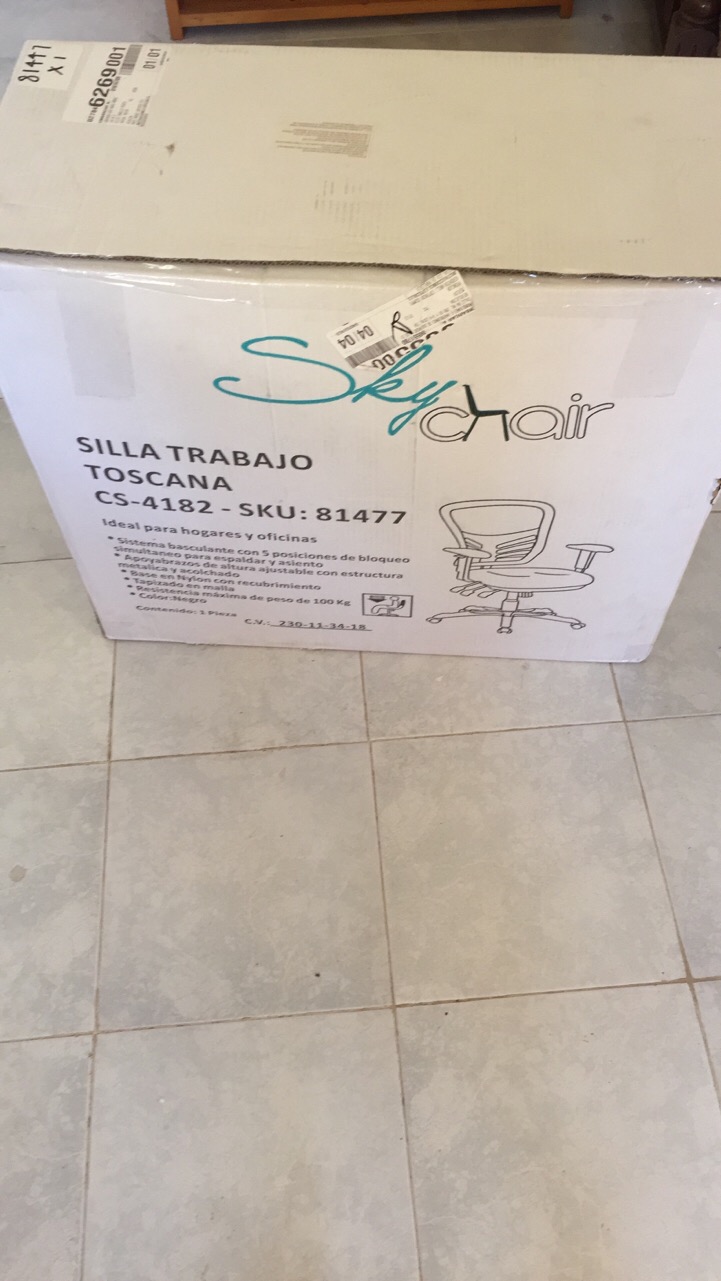 81477
X 1
6269001
01/01
04/04
R
Sky chair
SILLA TRABAJO
TOSCANA
CS-4182 - SKU: 81477
Ideal para hogares y oficinas
* Sistema basculante con 5 posiciones de bloqueo
simultaneo para espaldar y asiento
* Apoyabrazos de altura ajustable con estructura
metalica y acolchado
* Base en Nylon con recubrimiento
* Tapizado en malla
* Resistencia máxima de peso de 100 Kg
* Color:Negro
Contenido: 1 Pieza
C.V.: 230-11-34-18